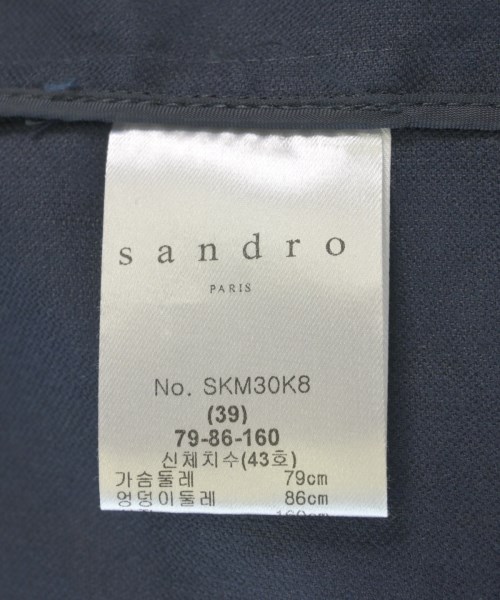 sandro
PARIS
No. SKM30K8
(39)
79-86-160
신체치수(43호)
가슴둘레 79cm
엉덩이둘레 86cm
160cm